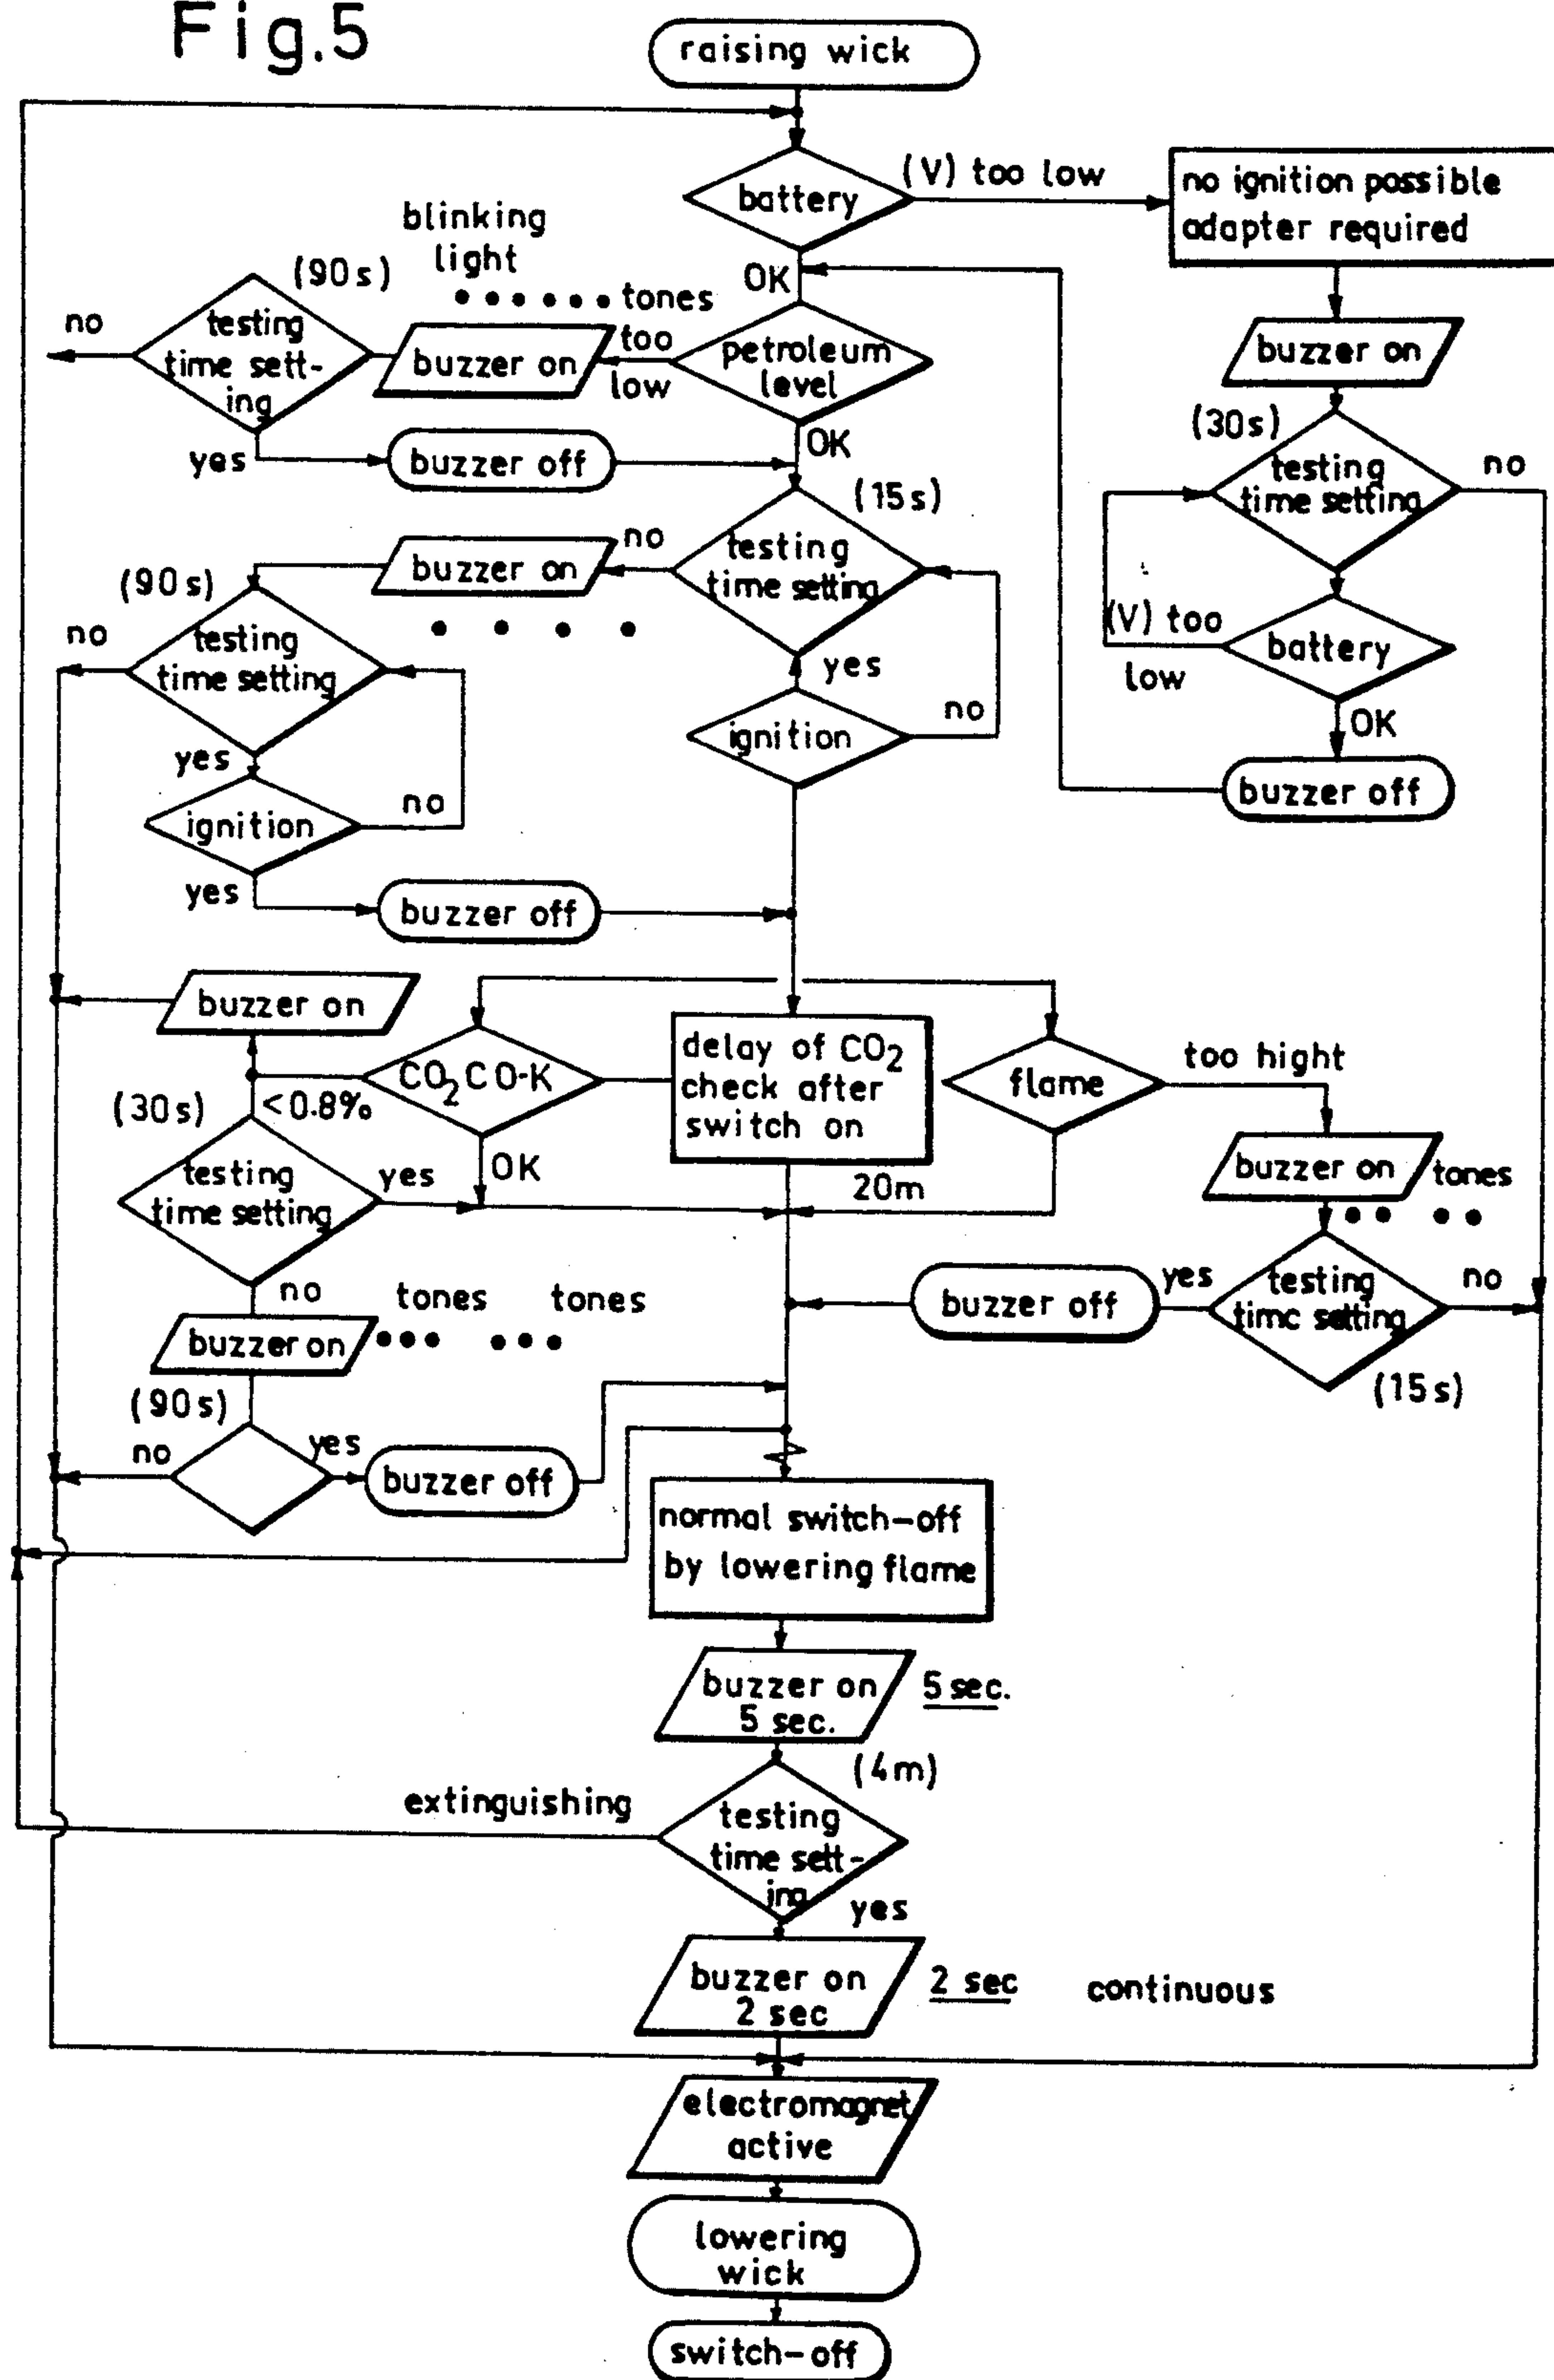 Fig.5
raising wick
battery
(V) too low
no ignition possible
adapter required
blinking
light
tones
(90s)
OK
no
testing
time sett-
ing
buzzer on
too
low
petroleum
level
buzzer on
yes
buzzer off
OK
(30s)
testing
time setting
no
(15s)
testing
time setting
no
buzzer on
(90s)
no
testing
time setting
yes
(V) too
low
battery
ignition
no
OK
yes
ignition
no
buzzer off
yes
buzzer off
buzzer on
CO2CO-K
<0.8%
delay of CO2
check after
switch on
flame
too hight
(30s)
testing
time setting
yes
OK
20m
buzzer on
tones
no
tones tones
buzzer on
buzzer off
yes
testing
timc setting
no
(15s)
(90s)
no
yes
buzzer off
normal switch-off
by lowering flame
buzzer on
5 sec.
5 sec.
(4m)
extinguishing
testing
time sett-
ing
yes
buzzer on
2 sec
2 sec
continuous
electromagnet
active
lowering
wick
switch-off